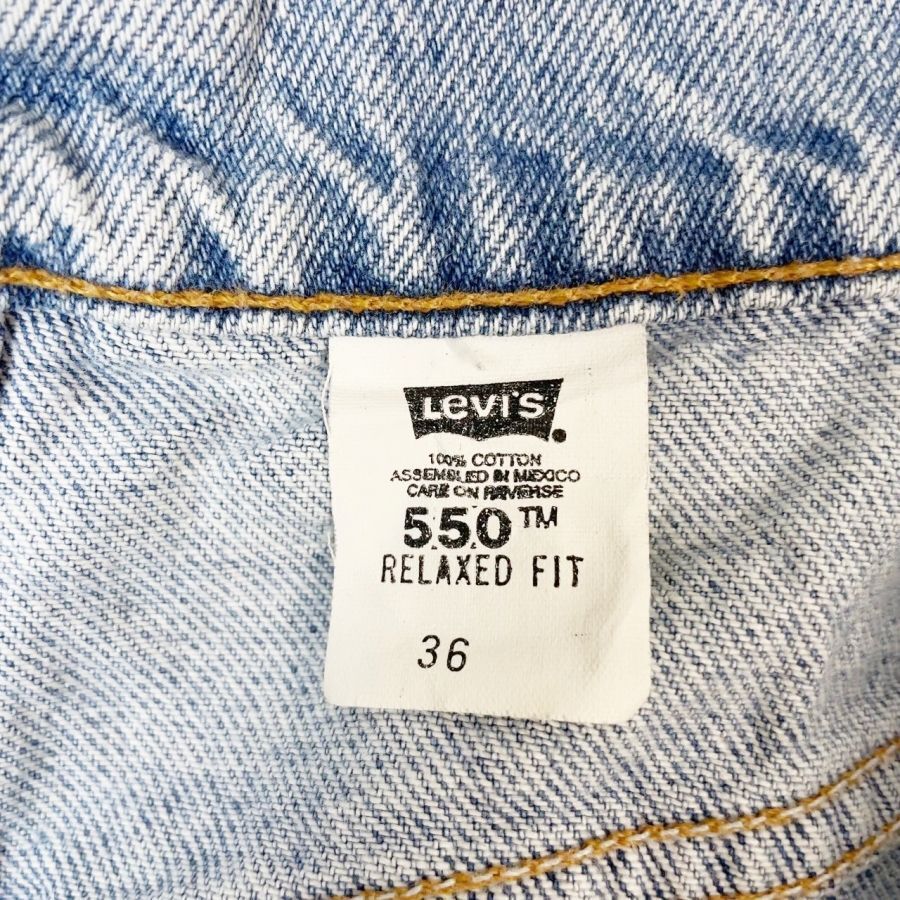 Levi's
100% COTTON
ASSEMBLED IN MEXICO
CARE ON REVERSE
550™
RELAXED FIT
36